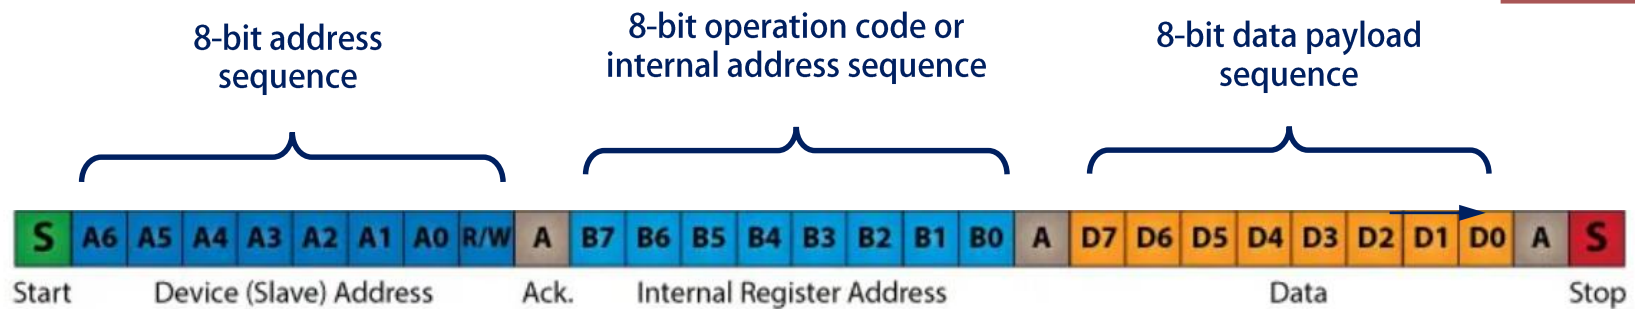 8-bit address
sequence
8-bit operation code or
internal address sequence
8-bit data payload
sequence
S A6 A5 A4 A3 A2 A1 A0 R/W A B7 B6 B5 B4 B3 B2 B1 B0 A D7 D6 D5 D4 D3 D2 D1 D0 A S
Start Device (Slave) Address Ack. Internal Register Address Data Stop